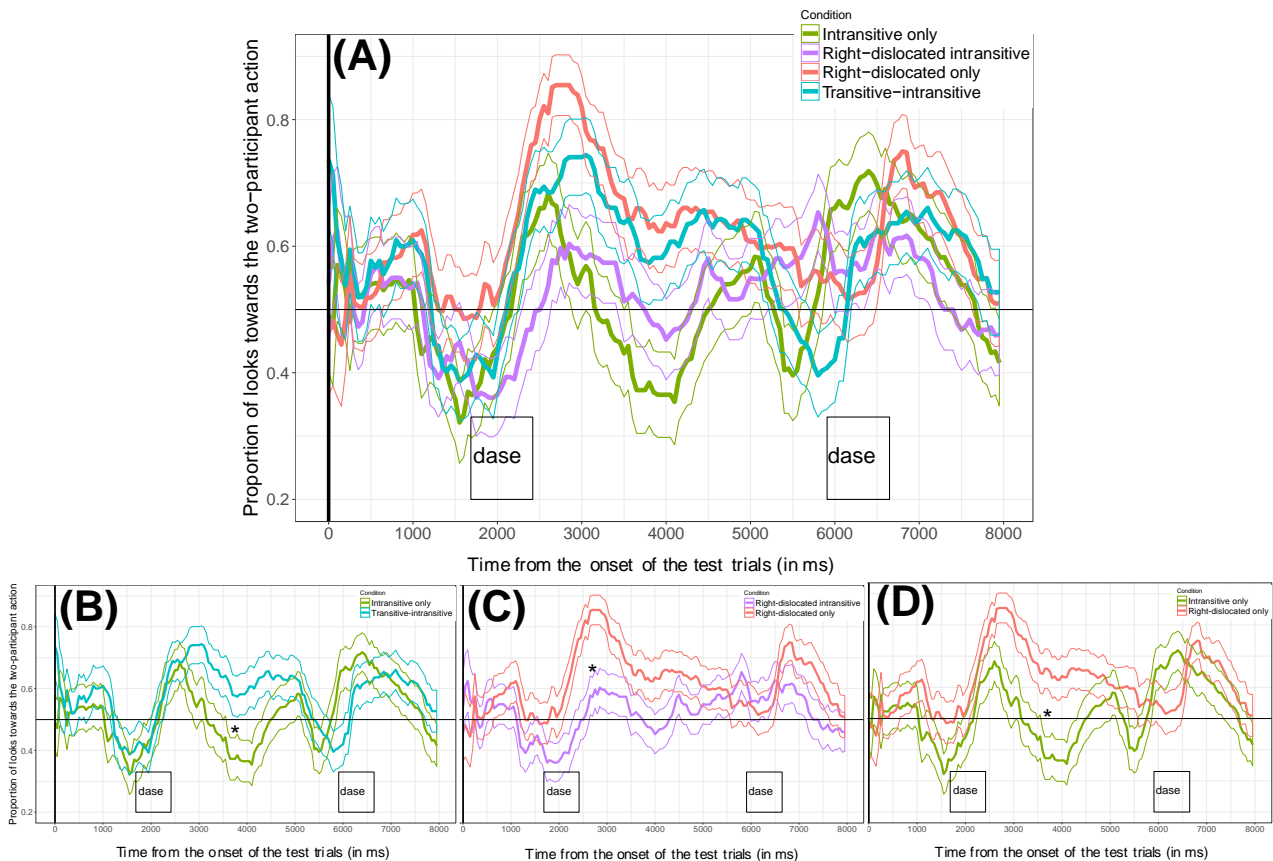 Condition
Intransitive only
Right-dislocated intransitive
Right-dislocated only
Transitive-intransitive
(A)
Proportion of looks towards the two-participant action
0.8
0.6
0.4
0.2
dase
dase
0 1000 2000 3000 4000 5000 6000 7000 8000
Time from the onset of the test trials (in ms)
(B)
Condition
Intransitive only
Transitive-intransitive
Proportion of looks towards the two-participant action
0.8
0.6
0.4
0.2
*
dase
dase
0 1000 2000 3000 4000 5000 6000 7000 8000
Time from the onset of the test trials (in ms)
(C)
Condition
Right-dislocated intransitive
Right-dislocated only
*
dase
dase
0 1000 2000 3000 4000 5000 6000 7000 8000
Time from the onset of the test trials (in ms)
(D)
Condition
Intransitive only
Right-dislocated only
*
dase
dase
0 1000 2000 3000 4000 5000 6000 7000 8000
Time from the onset of the test trials (in ms)